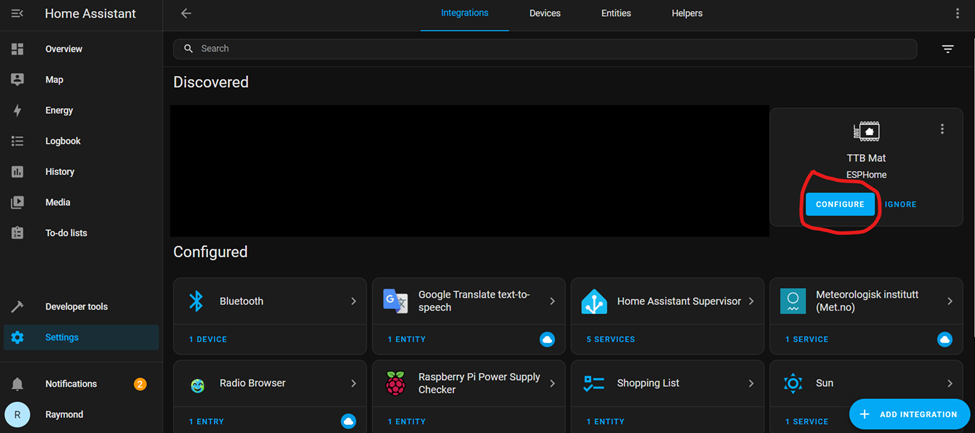 Home Assistant
Integrations
Devices
Entities
Helpers
Overview
Map
Energy
Logbook
History
Media
To-do lists
Developer tools
Settings
Notifications
2
R
Raymond
Search
Discovered
TTB Mat
ESPHome
CONFIGURE
IGNORE
Configured
Bluetooth
1 DEVICE
Google Translate text-to-
speech
1 ENTITY
Home Assistant Supervisor
5 SERVICES
Meteorologisk institutt
(Met.no)
1 SERVICE
Radio Browser
1 ENTRY
Raspberry Pi Power Supply
Checker
1 ENTITY
Shopping List
1 ENTITY
Sun
1 SERVICE
ADD INTEGRATION